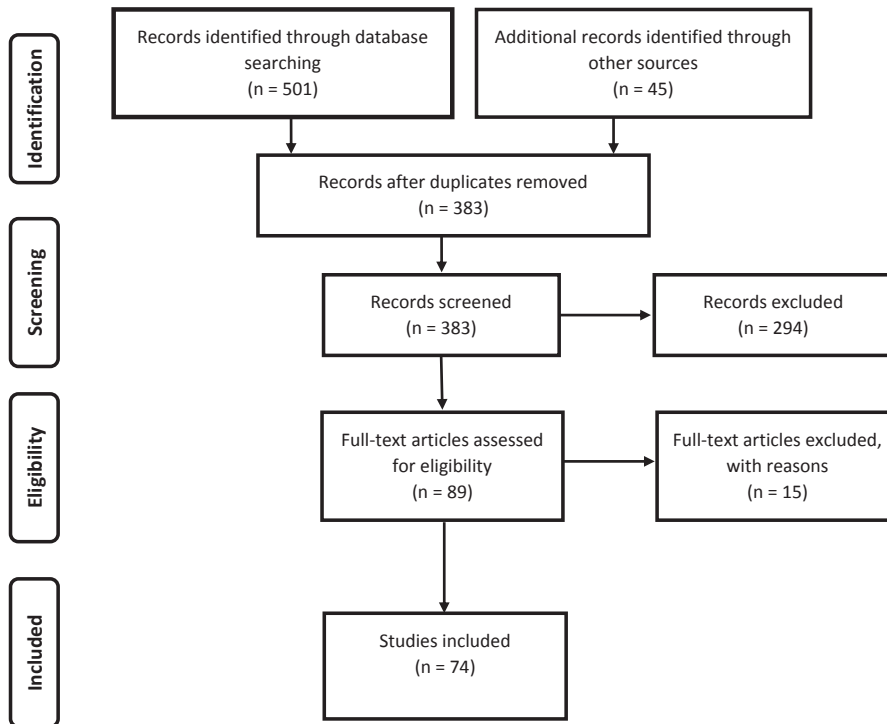 Identification
Records identified through database
searching
(n = 501)
Additional records identified through
other sources
(n = 45)
Records after duplicates removed
(n = 383)
Screening
Records screened
(n = 383)
Records excluded
(n = 294)
Eligibility
Full-text articles assessed
for eligibility
(n = 89)
Full-text articles excluded,
with reasons
(n = 15)
Included
Studies included
(n = 74)